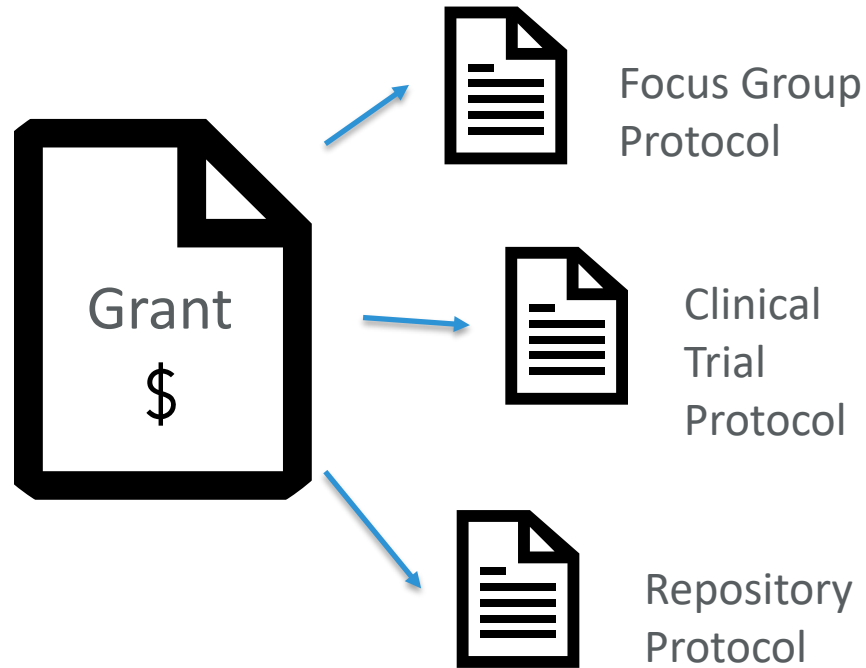 Grant
$
Focus Group
Protocol
Clinical
Trial
Protocol
Repository
Protocol